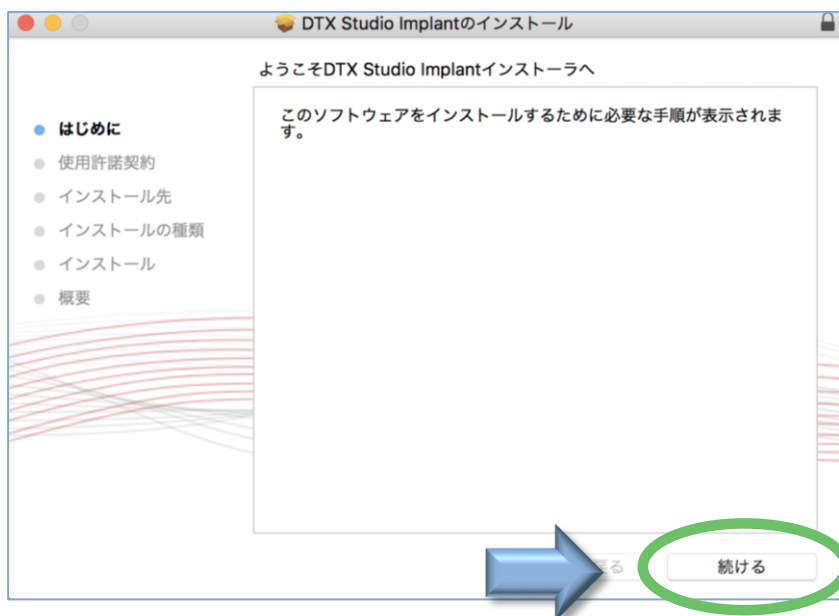 DTX Studio Implantのインストール
ようこそDTX Studio Implantインストーラへ
このソフトウェアをインストールするために必要な手順が表示されま
す。
はじめに
使用許諾契約
インストール先
インストールの種類
インストール
概要
る
続ける